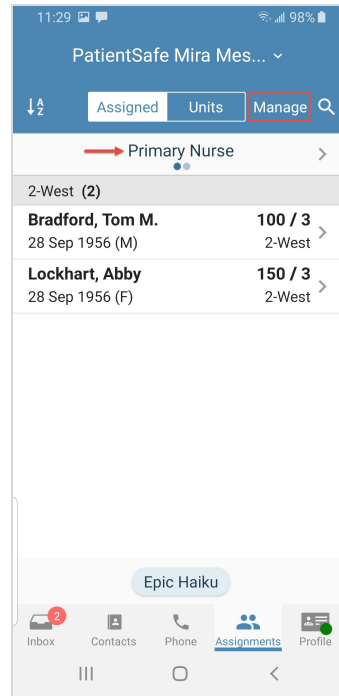 11:29 98%
PatientSafe Mira Mes...
A Z Assigned Units Manage
Primary Nurse
2-West (2)
Bradford, Tom M. 100 / 3
28 Sep 1956 (M) 2-West
Lockhart, Abby 150 / 3
28 Sep 1956 (F) 2-West
Epic Haiku
2
Inbox Contacts Phone Assignments Profile